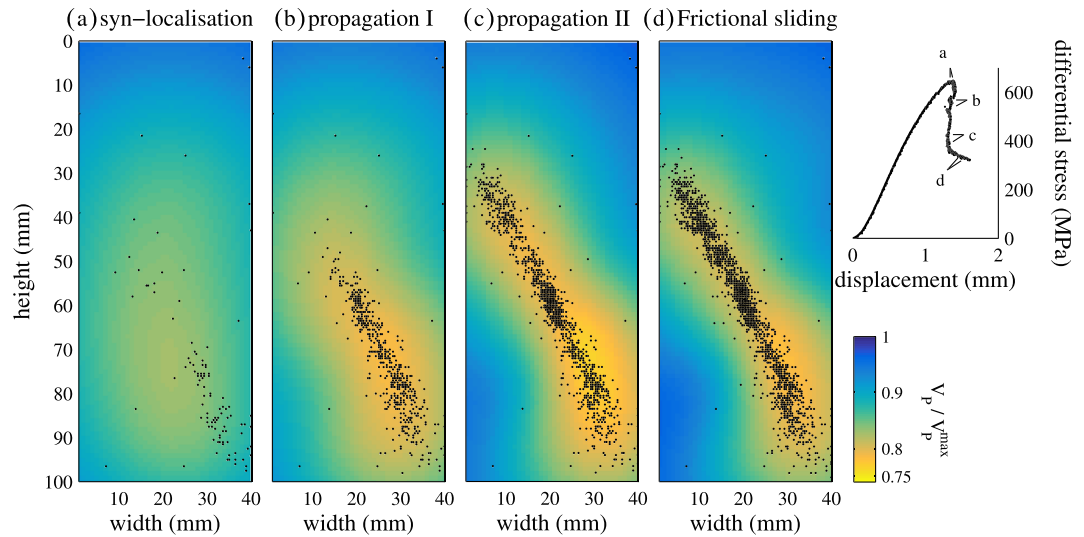 (a) syn-localisation
(b) propagation I
(c) propagation II
(d) Frictional sliding
height (mm)
0
10
20
30
40
50
60
70
80
90
100
10 20 30 40
width (mm)
10 20 30 40
width (mm)
10 20 30 40
width (mm)
10 20 30 40
width (mm)
a
b
c
d
600
400
200
0
differential stress (MPa)
0 1 2
displacement (mm)
1
0.9
0.8
0.75
V_P / V_P^max